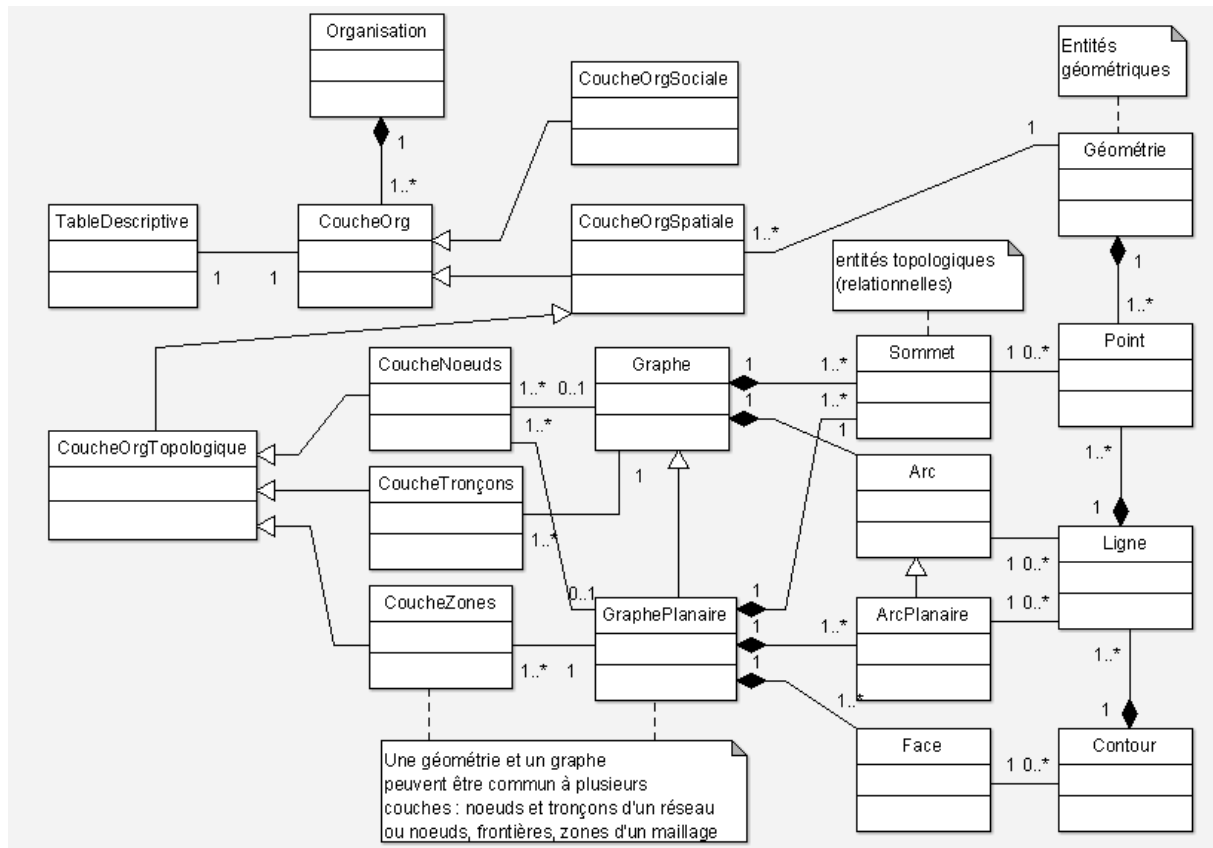 Organisation
1
1..*
CoucheOrgSociale
Entités
géométriques
1
Géométrie
TableDescriptive
CoucheOrg
CoucheOrgSpatiale
1..*
1
1
1
entités topologiques
(relationnelles)
1..*
CoucheNoeuds
Graphe
1
1..*
Sommet
1 0..*
Point
1..*
0..1
1..*
1
1..*
1
CoucheOrgTopologique
CoucheTronçons
1
Arc
1..*
1..*
1
Ligne
1 0..*
CoucheZones
0..1
GraphePlanaire
1
ArcPlanaire
1 0..*
1
1..*
1..*
1
1
1..*
1..*
1
Face
1 0..*
Contour
Une géométrie et un graphe
peuvent être commun à plusieurs
couches : noeuds et tronçons d'un réseau
ou noeuds, frontières, zones d'un maillage